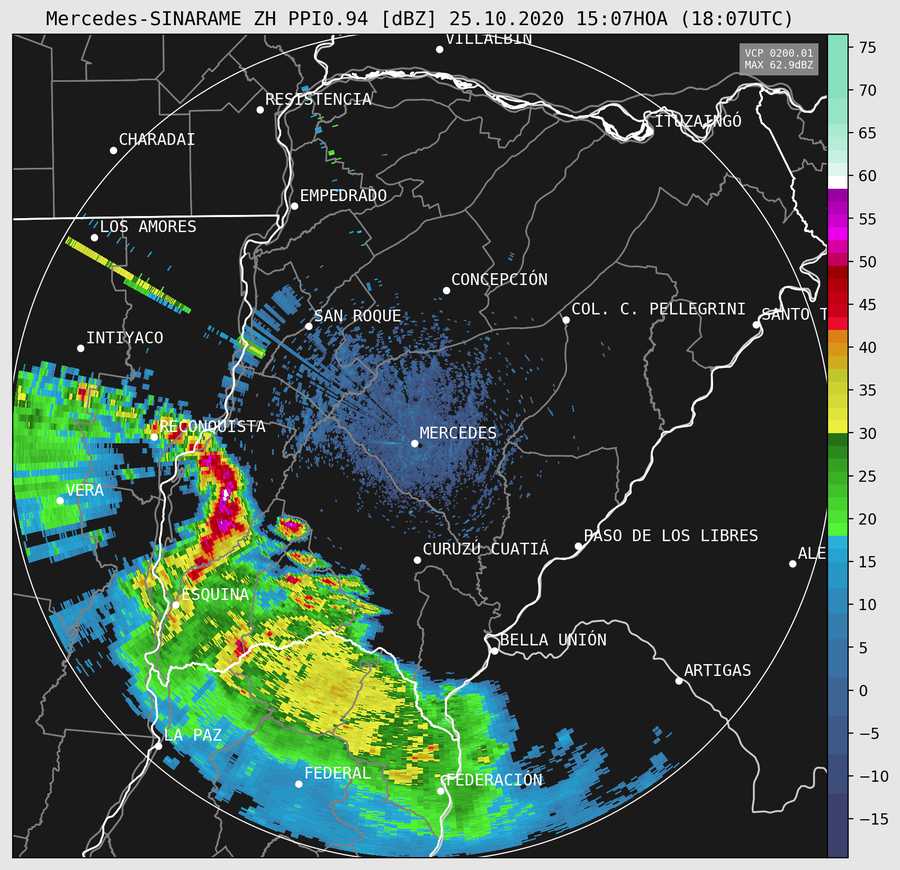 Mercedes-SINARAME ZH PPI0.94 [dBZ] 25.10.2020 15:07HOA (18:07UTC)
VILLALBIN
VCP 0200.01
MAX 62.9dBZ
RESISTENCIA
ITUZAINGÓ
CHARADAI
EMPEDRADO
LOS AMORES
CONCEPCIÓN
COL. C. PELLEGRINI
SANTO T
SAN ROQUE
INTIYACO
RECONQUISTA
MERCEDES
VERA
PASO DE LOS LIBRES
CURUZÚ CUATIÁ
ALE
ESQUINA
BELLA UNIÓN
ARTIGAS
LA PAZ
FEDERAL
FEDERACIÓN
75
70
65
60
55
50
45
40
35
30
25
20
15
10
5
0
−5
−10
−15